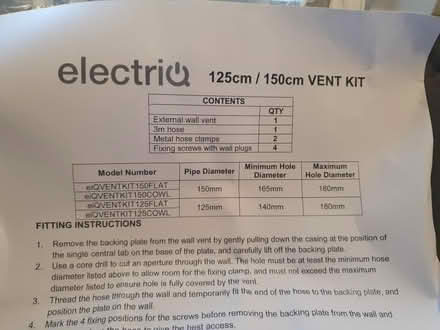 electriQ 125cm / 150cm VENT KIT
CONTENTS
QTY
External wall vent 1
3m hose 1
Metal hose clamps 2
Fixing screws with wall plugs 4
Model Number Pipe Diameter Minimum Hole Diameter Maximum Hole Diameter
eiQVENTKIT150FLAT
eiQVENTKIT150COWL 150mm 165mm 180mm
eiQVENTKIT125FLAT
eiQVENTKIT125COWL 125mm 140mm 160mm
FITTING INSTRUCTIONS
1. Remove the backing plate from the wall vent by gently pulling down the casing at the position of
the single central tab on the base of the plate, and carefully lift off the backing plate.
2. Use a core drill to cut an aperture through the wall. The hole must be at least the minimum hole
diameter listed above to allow room for the fixing clamp, and must not exceed the maximum
diameter listed to ensure hole is fully covered by the vent.
3. Thread the hose through the wall and temporarily fit the end of the hose to the backing plate, and
position the plate on the wall.
4. Mark the 4 fixing positions for the screws before removing the backing plate from the wall and
to give the best access.